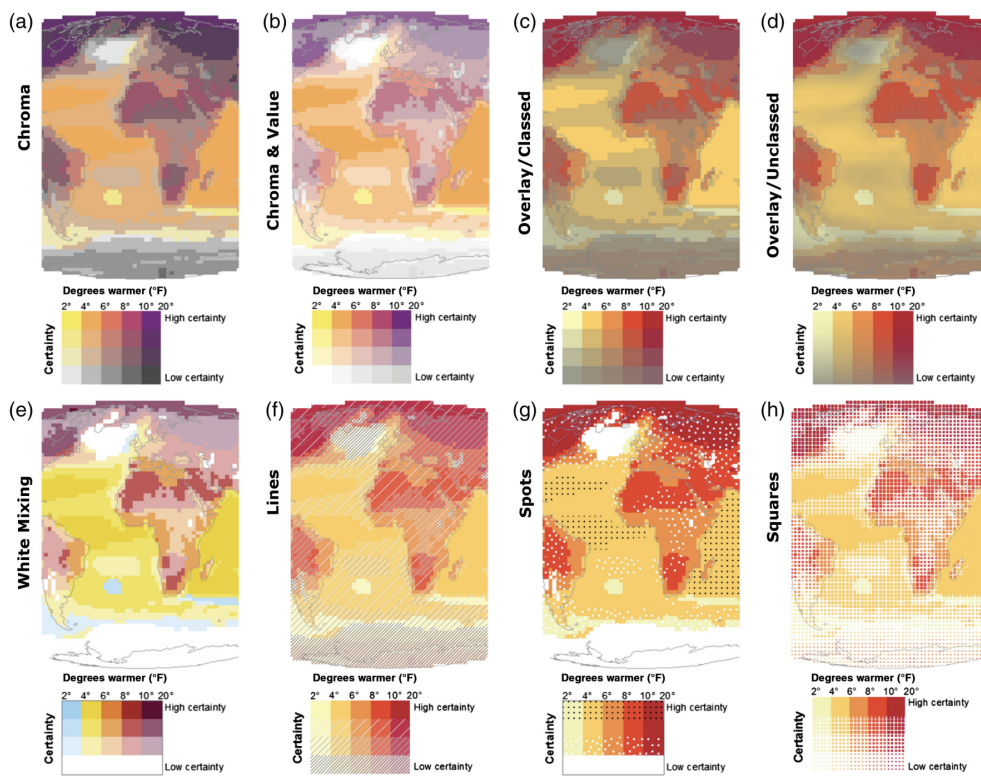 (a)
Chroma
Degrees warmer (°F)
2° 4° 6° 8° 10° 20°
Certainty
High certainty
Low certainty
(b)
Chroma & Value
Degrees warmer (°F)
2° 4° 6° 8° 10° 20°
Certainty
High certainty
Low certainty
(c)
Overlay/Classed
Degrees warmer (°F)
2° 4° 6° 8° 10° 20°
Certainty
High certainty
Low certainty
(d)
Overlay/Unclassed
Degrees warmer (°F)
2° 4° 6° 8° 10° 20°
Certainty
High certainty
Low certainty
(e)
White Mixing
Degrees warmer (°F)
2° 4° 6° 8° 10° 20°
Certainty
High certainty
Low certainty
(f)
Lines
Degrees warmer (°F)
2° 4° 6° 8° 10° 20°
Certainty
High certainty
Low certainty
(g)
Spots
Degrees warmer (°F)
2° 4° 6° 8° 10° 20°
Certainty
High certainty
Low certainty
(h)
Squares
Degrees warmer (°F)
2° 4° 6° 8° 10° 20°
Certainty
High certainty
Low certainty